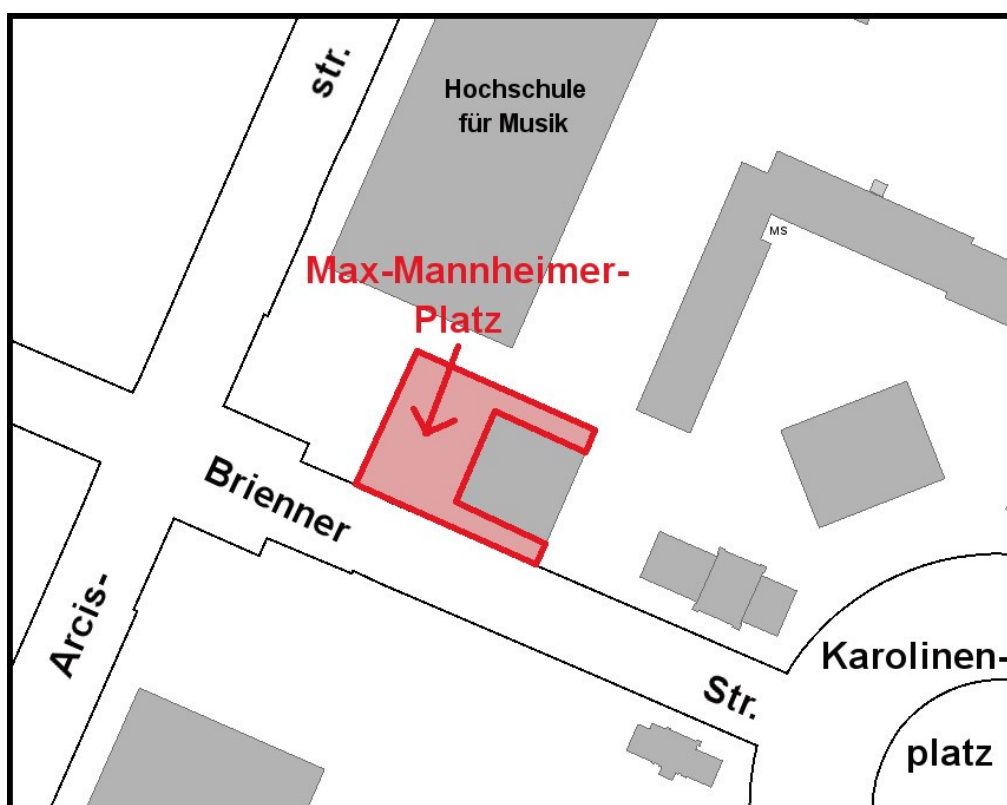 str.
Hochschule
für Musik
MS
Max-Mannheimer-
Platz
Brienner
Arcis-
Str.
Karolinen-
platz